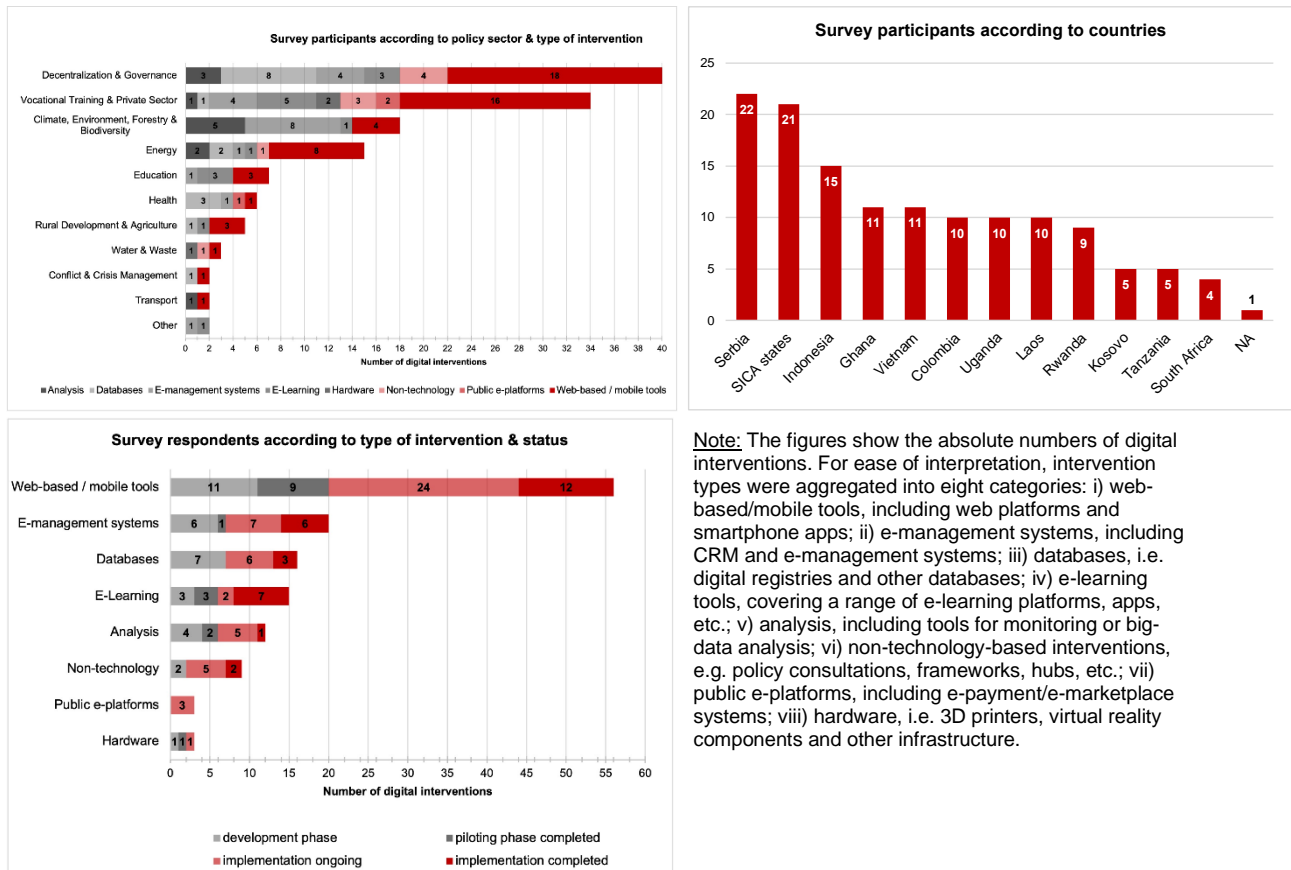 Survey participants according to policy sector & type of intervention
Decentralization & Governance 3 8 4 3 4 18
Vocational Training & Private Sector 1 1 4 5 2 3 2 16
Climate, Environment, Forestry &
Biodiversity 5 8 1 4
Energy 2 2 1 1 1 8
Education 1 3 3
Health 3 1 1 1
Rural Development & Agriculture 1 1 3
Water & Waste 1 1 1
Conflict & Crisis Management 1 1
Transport 1 1
Other 1 1
0 2 4 6 8 10 12 14 16 18 20 22 24 26 28 30 32 34 36 38 40
Number of digital interventions
Analysis Databases E-management systems E-Learning Hardware Non-technology Public e-platforms Web-based / mobile tools
Survey participants according to countries
25
20
15
10
5
0
22 21 15 11 11 10 10 10 9 5 5 4 1
Serbia SICA states Indonesia Ghana Vietnam Colombia Uganda Laos Rwanda Kosovo Tanzania South Africa NA
Survey respondents according to type of intervention & status
Web-based / mobile tools 11 9 24 12
E-management systems 6 1 7 6
Databases 7 6 3
E-Learning 3 3 2 7
Analysis 4 2 5 1
Non-technology 2 5 2
Public e-platforms 3
Hardware 1 1 1
0 5 10 15 20 25 30 35 40 45 50 55 60
Number of digital interventions
development phase piloting phase completed
implementation ongoing implementation completed
Note: The figures show the absolute numbers of digital
interventions. For ease of interpretation, intervention
types were aggregated into eight categories: i) web-
based/mobile tools, including web platforms and
smartphone apps; ii) e-management systems, including
CRM and e-management systems; iii) databases, i.e.
digital registries and other databases; iv) e-learning
tools, covering a range of e-learning platforms, apps,
etc.; v) analysis, including tools for monitoring or big-
data analysis; vi) non-technology-based interventions,
e.g. policy consultations, frameworks, hubs, etc.; vii)
public e-platforms, including e-payment/e-marketplace
systems; viii) hardware, i.e. 3D printers, virtual reality
components and other infrastructure.